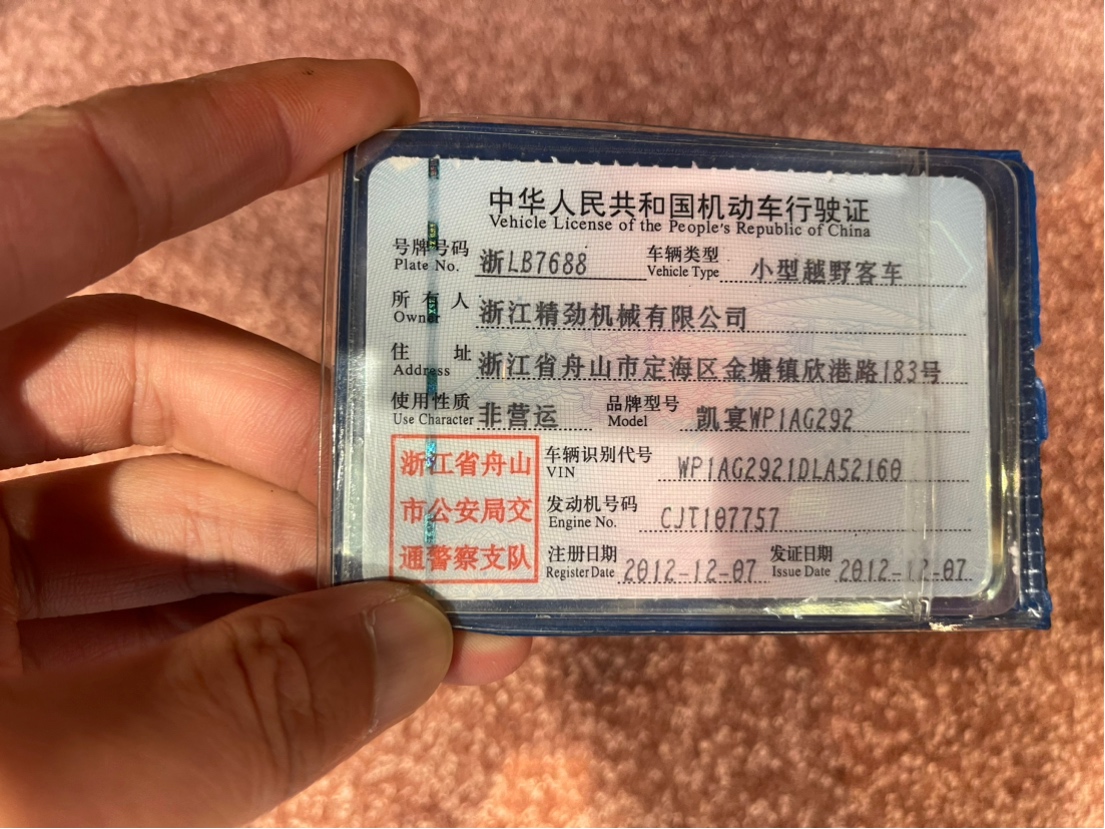 中华人民共和国机动车行驶证
Vehicle License of the People's Republic of China
号牌号码 浙LB7688 车辆类型 小型越野客车
Plate No. Vehicle Type
所有人 浙江精劲机械有限公司
Owner
住址 浙江省舟山市定海区金塘镇欣港路183号
Address
使用性质 非营运 品牌型号 凯宴WP1AG292
Use Character Model
浙江省舟山
市公安局交
通警察支队
车辆识别代号 WP1AG2921DLA52160
VIN
发动机号码 CJT107757
Engine No.
注册日期 2012-12-07 发证日期 2012-12-07
Register Date Issue Date